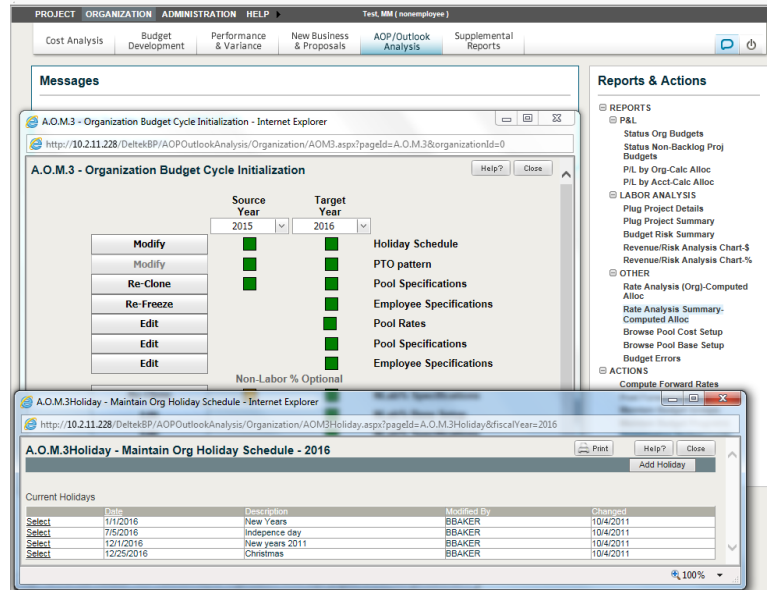 PROJECT ORGANIZATION ADMINISTRATION HELP Test, MM ( nonemployee )
Cost Analysis Budget Development Performance & Variance New Business & Proposals AOP/Outlook Analysis Supplemental Reports
Messages
Reports & Actions
REPORTS
P&L
Status Org Budgets
Status Non-Backlog Proj
Budgets
P/L by Org-Calc Alloc
P/L by Acct-Calc Alloc
LABOR ANALYSIS
Plug Project Details
Plug Project Summary
Budget Risk Summary
Revenue/Risk Analysis Chart-$
Revenue/Risk Analysis Chart-%
OTHER
Rate Analysis (Org)-Computed
Alloc
Rate Analysis Summary-
Computed Alloc
Browse Pool Cost Setup
Browse Pool Base Setup
Budget Errors
ACTIONS
Compute Forward Rates
A.O.M.3 - Organization Budget Cycle Initialization - Internet Explorer
http://10.2.11.228/DeltekBP/AOPOutlookAnalysis/Organization/AOM3.aspx?pageId=A.O.M.3&organizationId=0
A.O.M.3 - Organization Budget Cycle Initialization Help? Close
Source Year Target Year
2015 2016
Modify Holiday Schedule
Modify PTO pattern
Re-Clone Pool Specifications
Re-Freeze Employee Specifications
Edit Pool Rates
Edit Pool Specifications
Edit Employee Specifications
Non-Labor % Optional
A.O.M.3Holiday - Maintain Org Holiday Schedule - Internet Explorer
http://10.2.11.228/DeltekBP/AOPOutlookAnalysis/Organization/AOM3Holiday.aspx?pageId=A.O.M.3Holiday&fiscalYear=2016
A.O.M.3Holiday - Maintain Org Holiday Schedule - 2016 Print Help? Close
Add Holiday
Current Holidays
Date Description Modified By Changed
Select 1/1/2016 New Years BBAKER 10/4/2011
Select 7/5/2016 Indepence day BBAKER 10/4/2011
Select 12/1/2016 New years 2011 BBAKER 10/4/2011
Select 12/25/2016 Christmas BBAKER 10/4/2011
100%